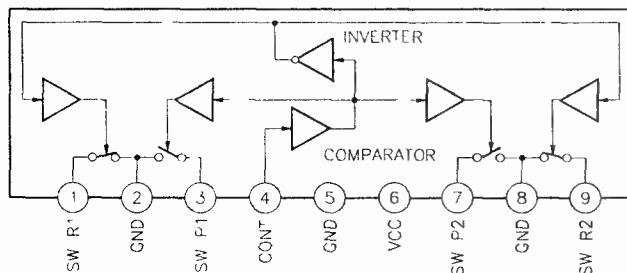 INVERTER
COMPARATOR
1 2 3 4 5 6 7 8 9
SW R1
GND
SW P1
CONT
GND
VCC
SW P2
GND
SW R2